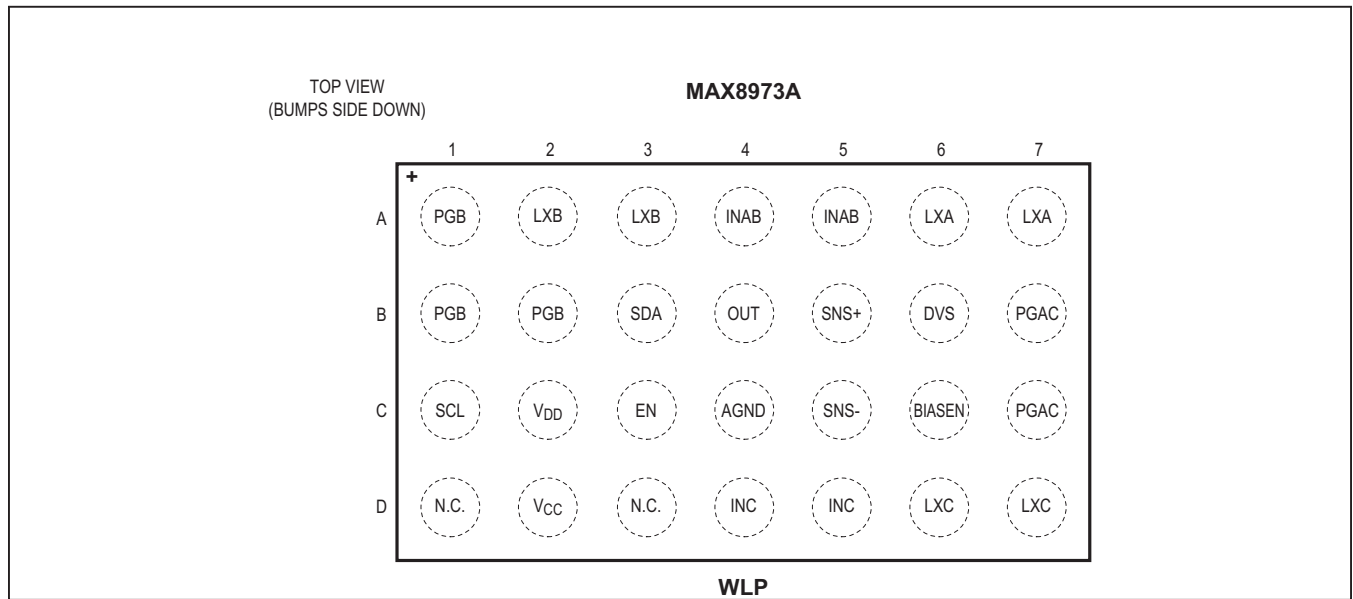 TOP VIEW
(BUMPS SIDE DOWN)
MAX8973A
1 2 3 4 5 6 7
+
A PGB LXB LXB INAB INAB LXA LXA
B PGB PGB SDA OUT SNS+ DVS PGAC
C SCL VDD EN AGND SNS- BIASEN PGAC
D N.C. VCC N.C. INC INC LXC LXC
WLP